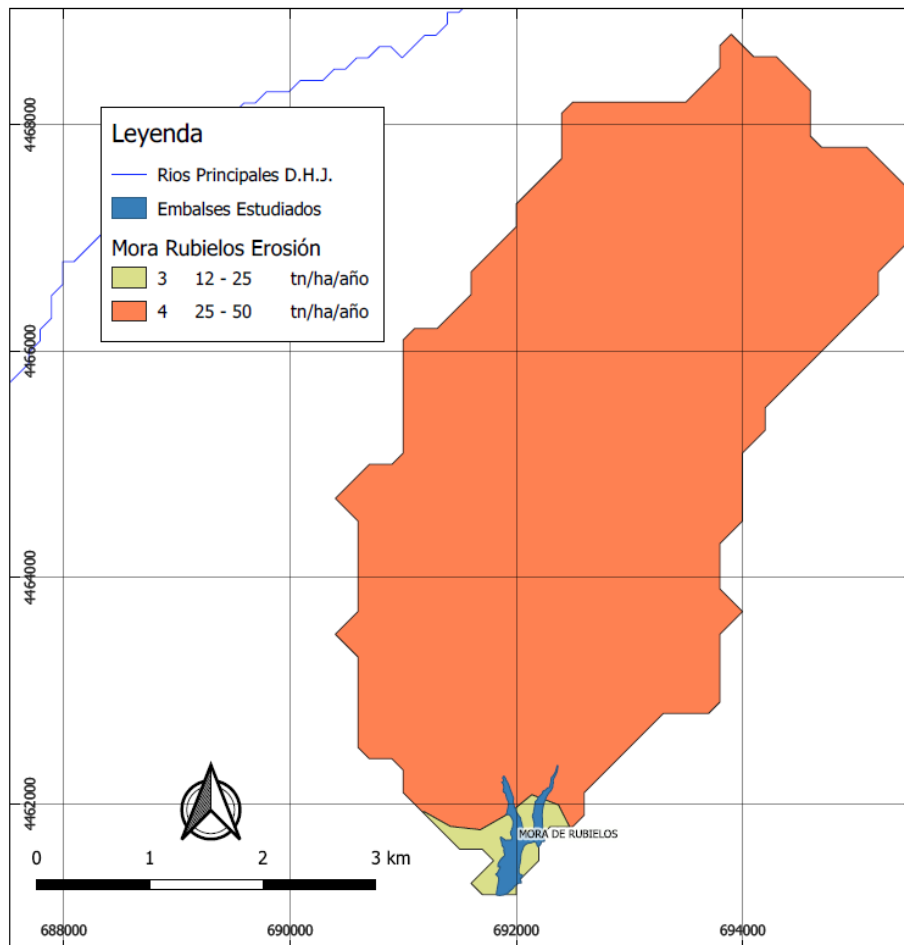 4468000
Leyenda
Rios Principales D.H.J.
Embalses Estudiados
Mora Rubielos Erosión
3 12 - 25 tn/ha/año
4 25 - 50 tn/ha/año
4466000
4464000
4462000
MORA DE RUBIELOS
0 1 2 3 km
688000 690000 692000 694000